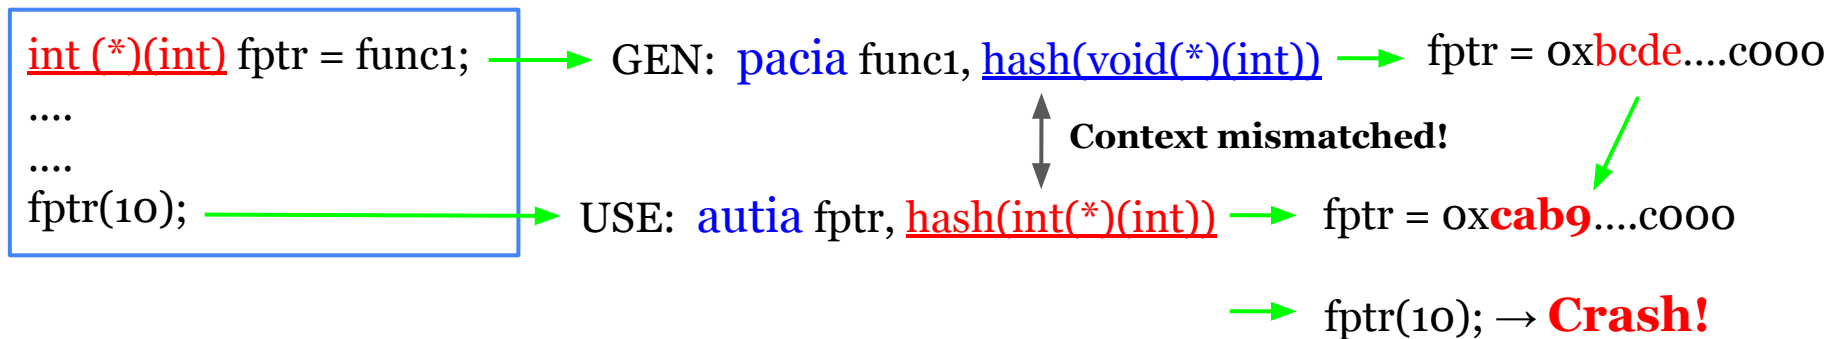 int (*)(int) fptr = func1;
....
....
fptr(10);
GEN: pacia func1, hash(void(*)(int))
fptr = 0xbcde....c000
Context mismatched!
USE: autia fptr, hash(int(*)(int))
fptr = 0xcab9....c000
fptr(10); → Crash!